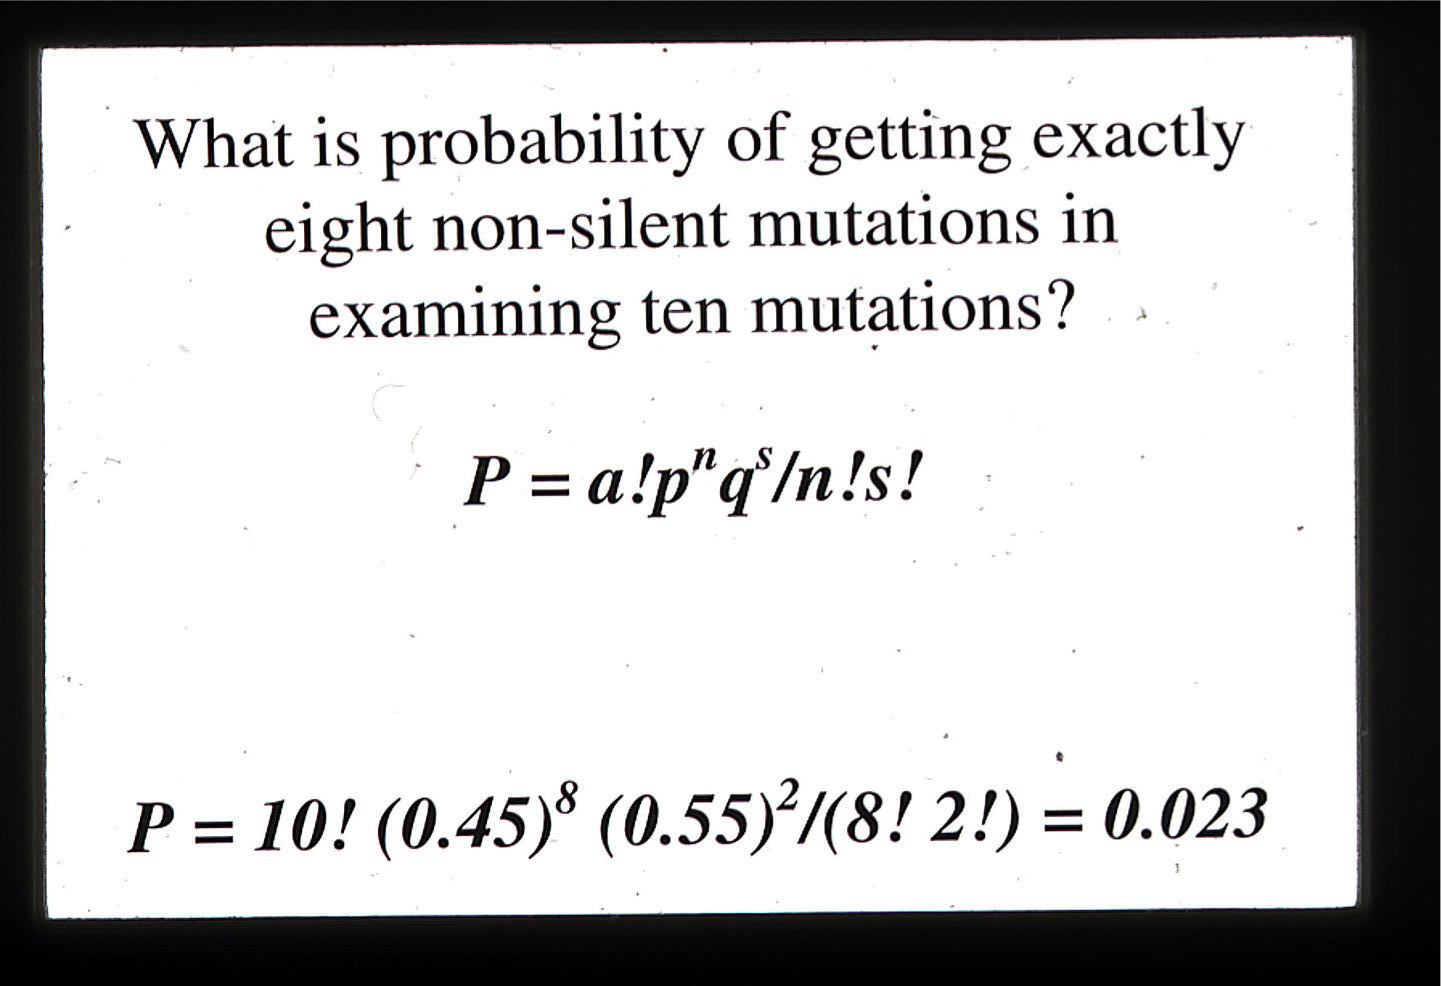 What is probability of getting exactly
eight non-silent mutations in
examining ten mutations?
P = a!pⁿqˢ/n!s!
P = 10! (0.45)⁸ (0.55)²/(8! 2!) = 0.023